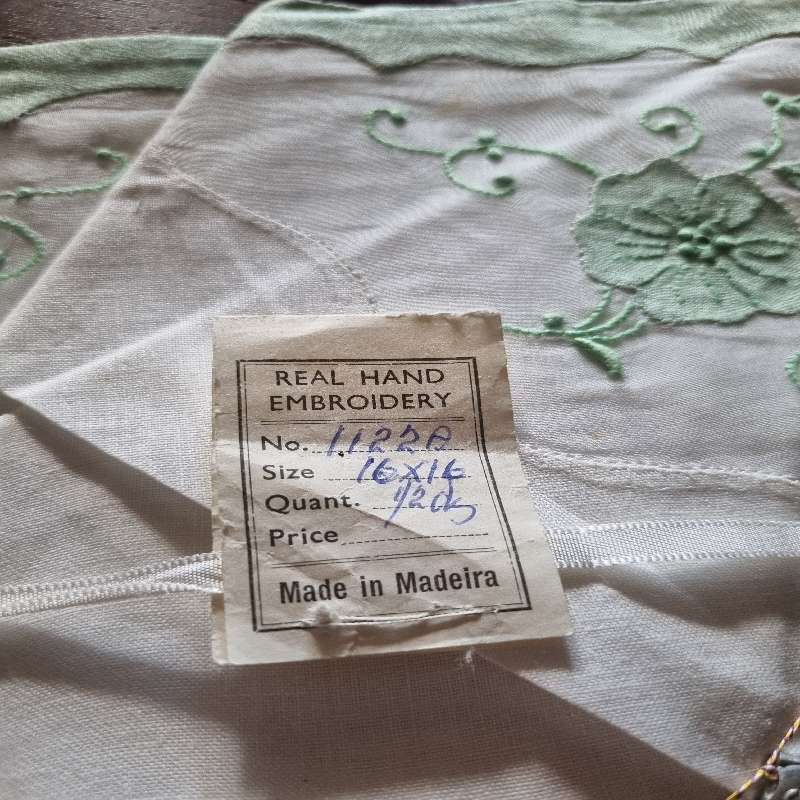 REAL HAND
EMBROIDERY
No. 1122B
Size 16x16
Quant. 1/2 dz
Price
Made in Madeira